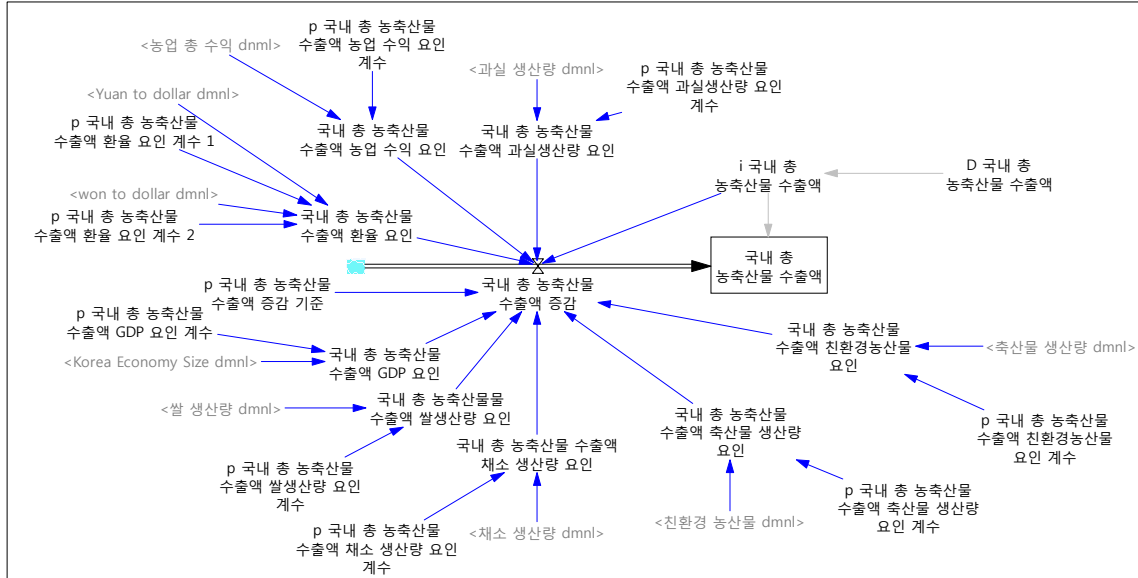 p 국내 총 농축산물
수출액 농업 수익 요인
계수
<농업 총 수익 dnml>
<과실 생산량 dmnl>
p 국내 총 농축산물
수출액 과실생산량 요인
계수
<Yuan to dollar dmnl>
p 국내 총 농축산물
수출액 환율 요인 계수 1
국내 총 농축산물
수출액 농업 수익 요인
국내 총 농축산물
수출액 과실생산량 요인
i 국내 총
농축산물 수출액
D 국내 총
농축산물 수출액
<won to dollar dmnl>
p 국내 총 농축산물
수출액 환율 요인 계수 2
국내 총 농축산물
수출액 환율 요인
국내 총
농축산물 수출액
p 국내 총 농축산물
수출액 증감 기준
국내 총 농축산물
수출액 증감
p 국내 총 농축산물
수출액 GDP 요인 계수
<Korea Economy Size dmnl>
국내 총 농축산물
수출액 GDP 요인
국내 총 농축산물
수출액 친환경농산물
요인
<축산물 생산량 dmnl>
<쌀 생산량 dmnl>
국내 총 농축산물물
수출액 쌀생산량 요인
국내 총 농축산물
수출액 축산물 생산량
요인
p 국내 총 농축산물
수출액 친환경농산물
요인 계수
국내 총 농축산물 수출액
채소 생산량 요인
p 국내 총 농축산물
수출액 쌀생산량 요인
계수
p 국내 총 농축산물
수출액 축산물 생산량
요인 계수
p 국내 총 농축산물
수출액 채소 생산량 요인
계수
<채소 생산량 dmnl>
<친환경 농산물 dmnl>